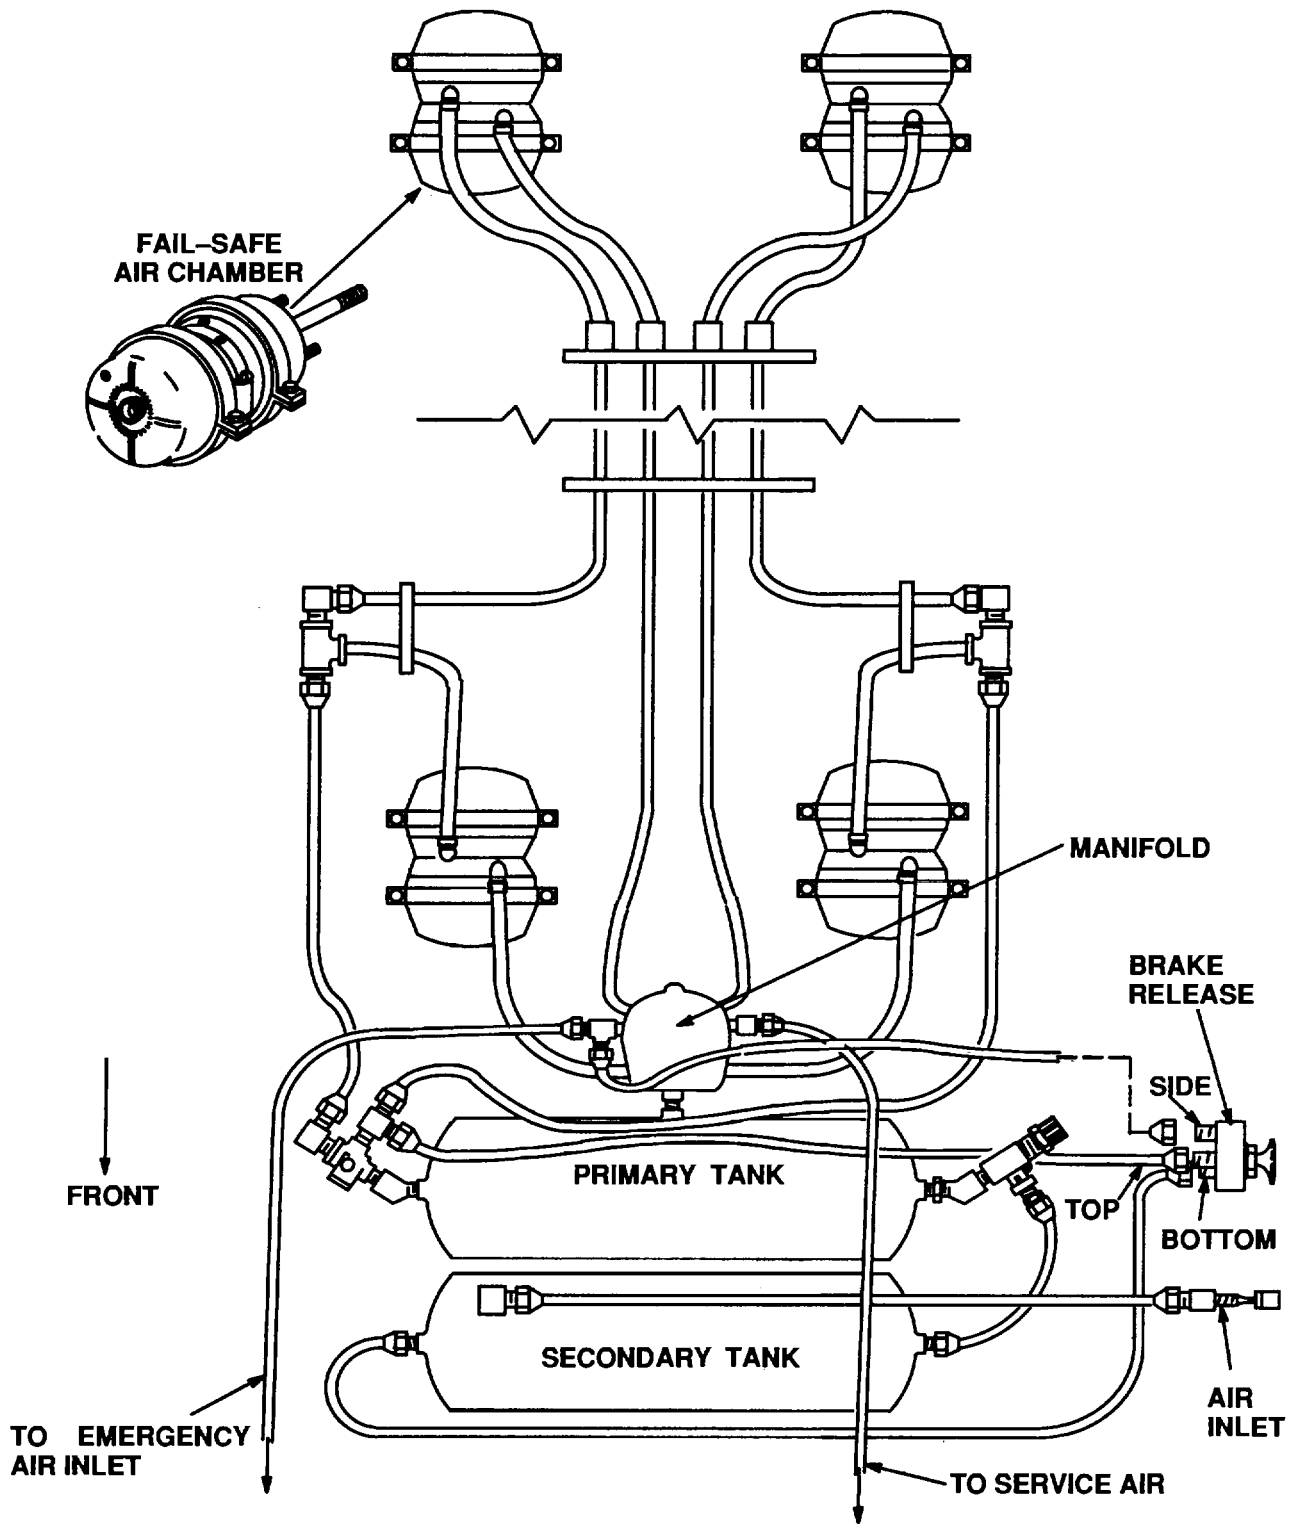 FAIL–SAFE
AIR CHAMBER
MANIFOLD
BRAKE
RELEASE
SIDE
FRONT
PRIMARY TANK
TOP
BOTTOM
SECONDARY TANK
AIR
INLET
TO EMERGENCY
AIR INLET
TO SERVICE AIR